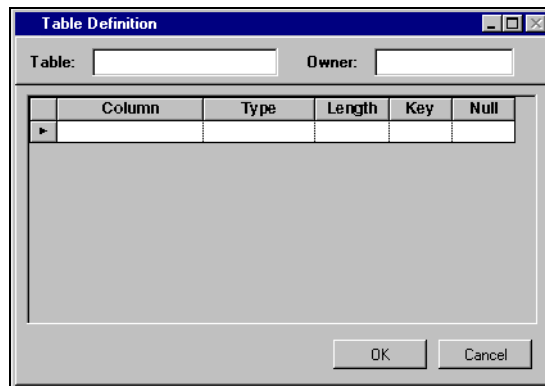 Table Definition
Table: Owner:
Column Type Length Key Null
OK Cancel